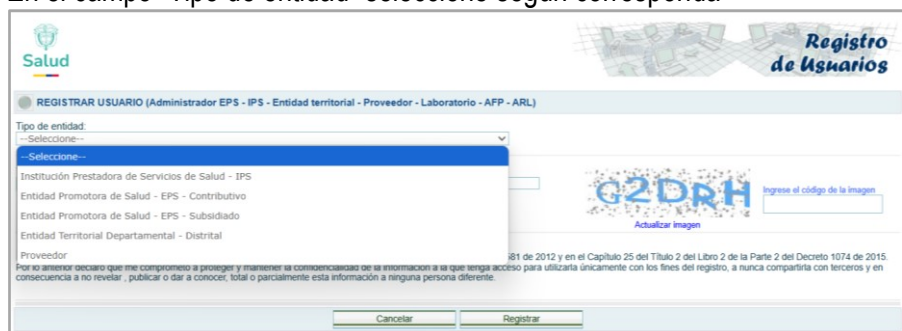 En el campo "Tipo de entidad" seleccione según corresponda
Salud
Registro
de Usuarios
REGISTRAR USUARIO (Administrador EPS - IPS - Entidad territorial - Proveedor - Laboratorio - AFP - ARL)
Tipo de entidad:
--Seleccione--
--Seleccione--
Institución Prestadora de Servicios de Salud - IPS
Entidad Promotora de Salud - EPS - Contributivo
Entidad Promotora de Salud - EPS - Subsidiado
Entidad Territorial Departamental - Distrital
Proveedor
G2DRH
Ingrese el código de la imagen
Actualizar imagen
581 de 2012 y en el Capítulo 25 del Título 2 del Libro 2 de la Parte 2 del Decreto 1074 de 2015.
Por lo anterior declaro que me comprometo a proteger y mantener la confidencialidad de la información a la que tenga acceso para utilizarla únicamente con los fines del registro, a nunca compartirla con terceros y en
consecuencia a no revelar , publicar o dar a conocer, total o parcialmente esta información a ninguna persona diferente.
Cancelar
Registrar